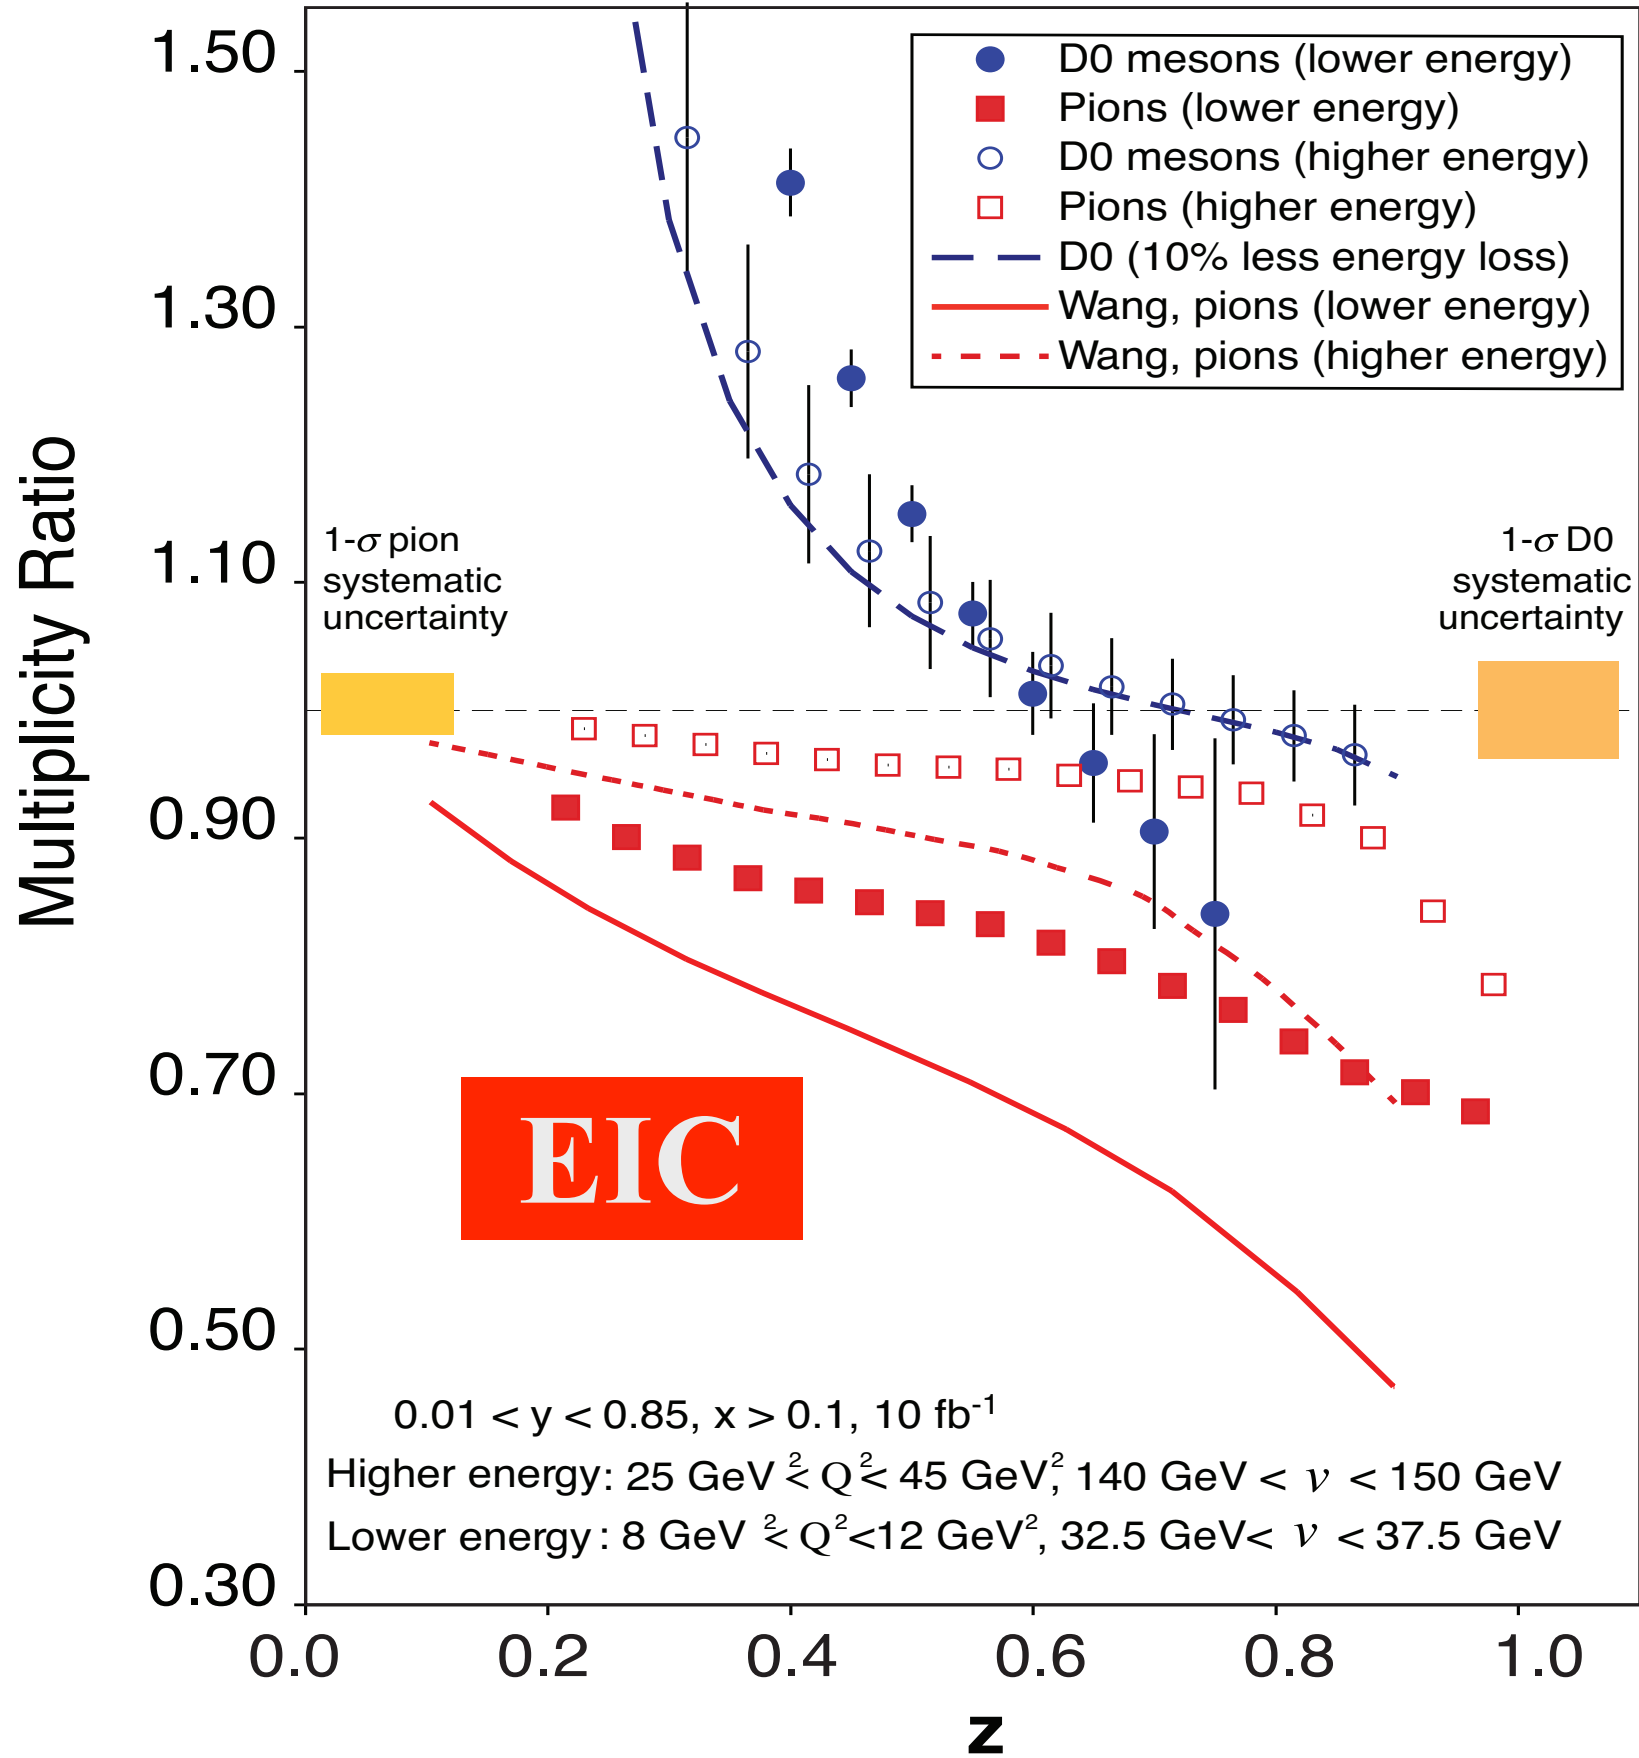 1.50
1.30
1.10
0.90
0.70
0.50
0.30
Multiplicity Ratio
D0 mesons (lower energy)
Pions (lower energy)
D0 mesons (higher energy)
Pions (higher energy)
D0 (10% less energy loss)
Wang, pions (lower energy)
Wang, pions (higher energy)
1-σ pion
systematic
uncertainty
1-σ D0
systematic
uncertainty
EIC
0.01 < y < 0.85, x > 0.1, 10 fb⁻¹
Higher energy: 25 GeV²< Q²< 45 GeV², 140 GeV < ν < 150 GeV
Lower energy : 8 GeV ²< Q²<12 GeV², 32.5 GeV< ν < 37.5 GeV
0.0 0.2 0.4 0.6 0.8 1.0
z